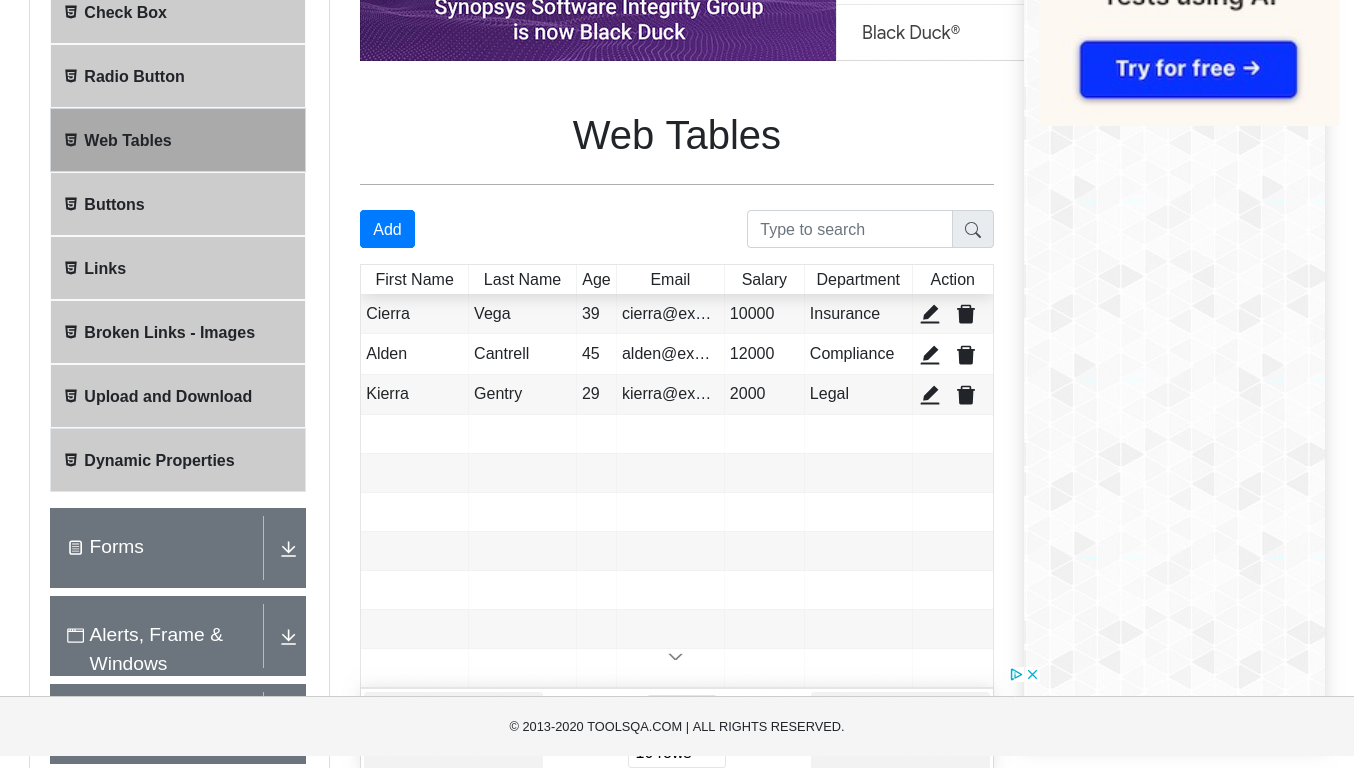 Check Box
Radio Button
Web Tables
Buttons
Links
Broken Links - Images
Upload and Download
Dynamic Properties
Forms
Alerts, Frame &
Windows
Synopsys Software Integrity Group
is now Black Duck
Black Duck®
Web Tables
Add
Type to search
First Name Last Name Age Email Salary Department Action
Cierra Vega 39 cierra@ex… 10000 Insurance
Alden Cantrell 45 alden@ex… 12000 Compliance
Kierra Gentry 29 kierra@ex… 2000 Legal
Try for free →
© 2013-2020 TOOLSQA.COM | ALL RIGHTS RESERVED.